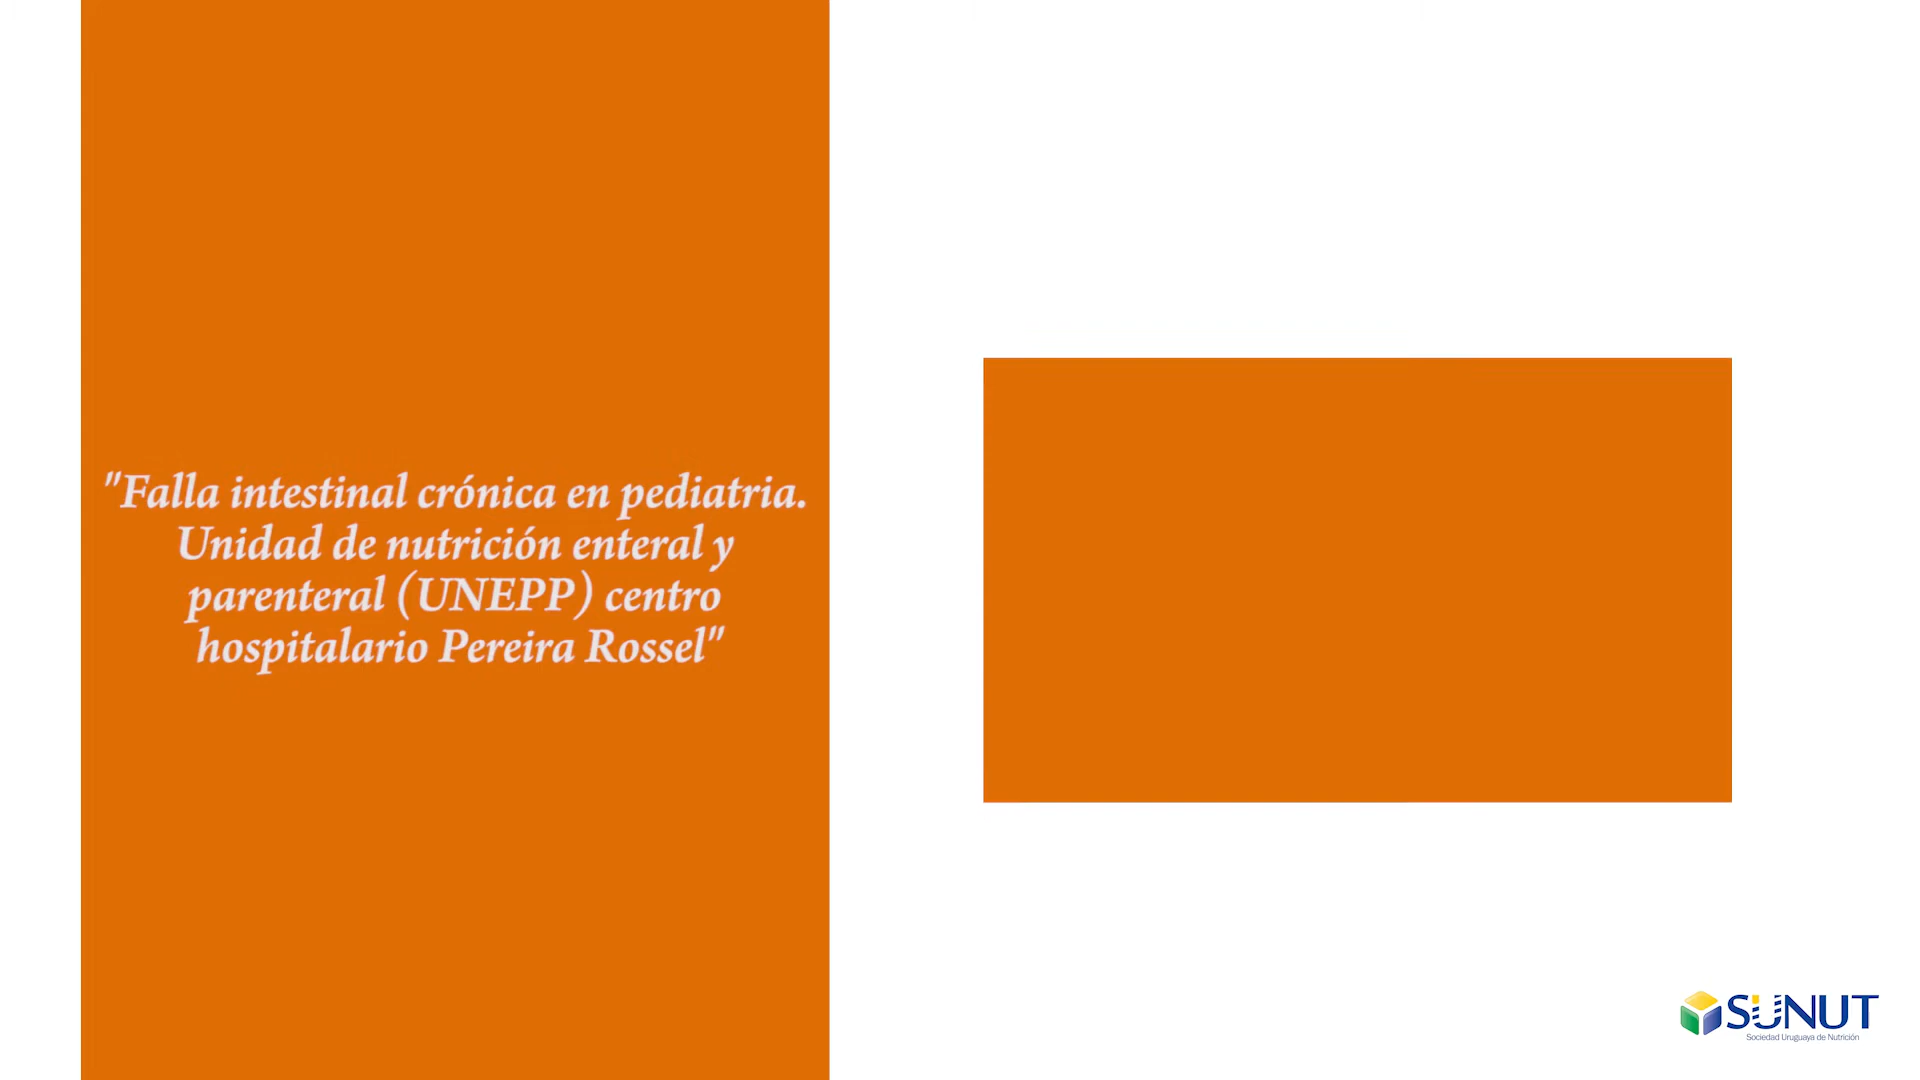 "Falla intestinal crónica en pediatria.
Unidad de nutrición enteral y
parenteral (UNEPP) centro
hospitalario Pereira Rossel"
SUNUT
Sociedad Uruguaya de Nutrición